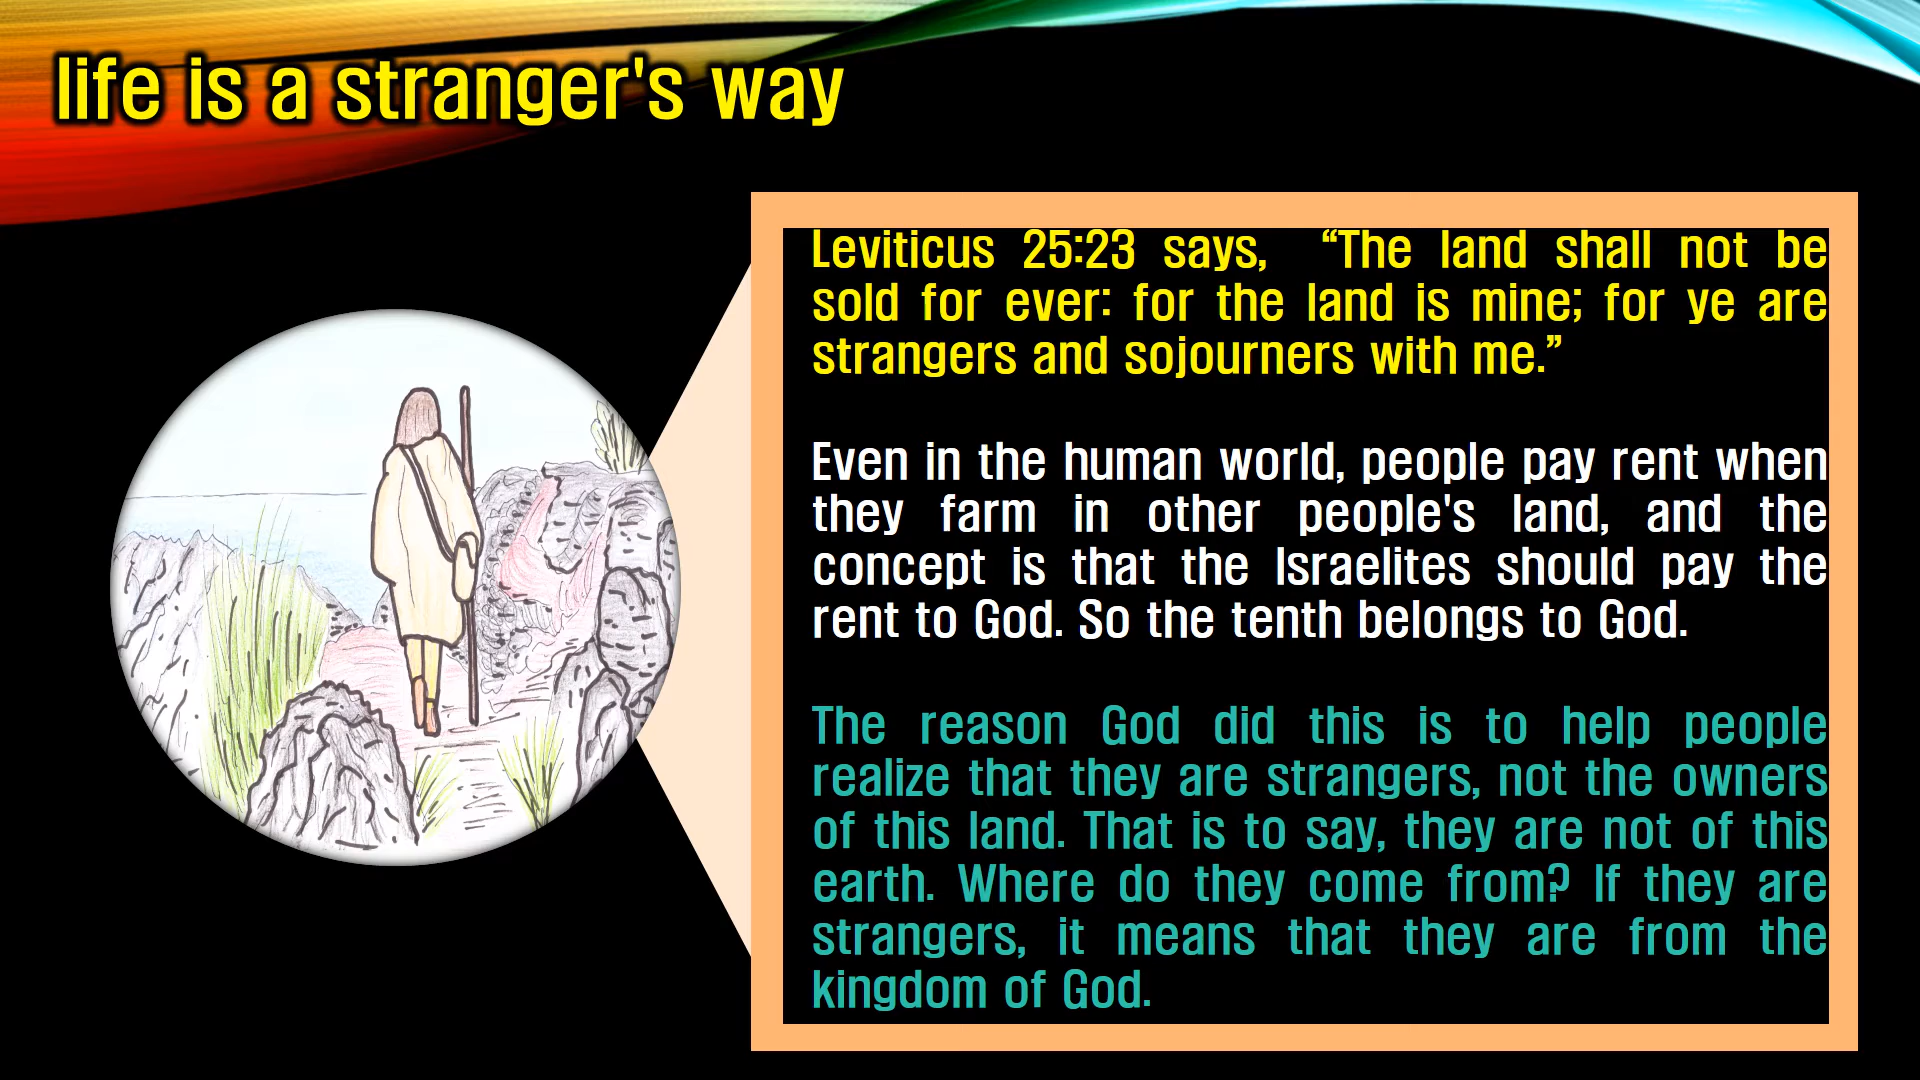 life is a stranger's way
Leviticus 25:23 says, “The land shall not be
sold for ever: for the land is mine; for ye are
strangers and sojourners with me.”
Even in the human world, people pay rent when
they farm in other people's land, and the
concept is that the Israelites should pay the
rent to God. So the tenth belongs to God.
The reason God did this is to help people
realize that they are strangers, not the owners
of this land. That is to say, they are not of this
earth. Where do they come from? If they are
strangers, it means that they are from the
kingdom of God.